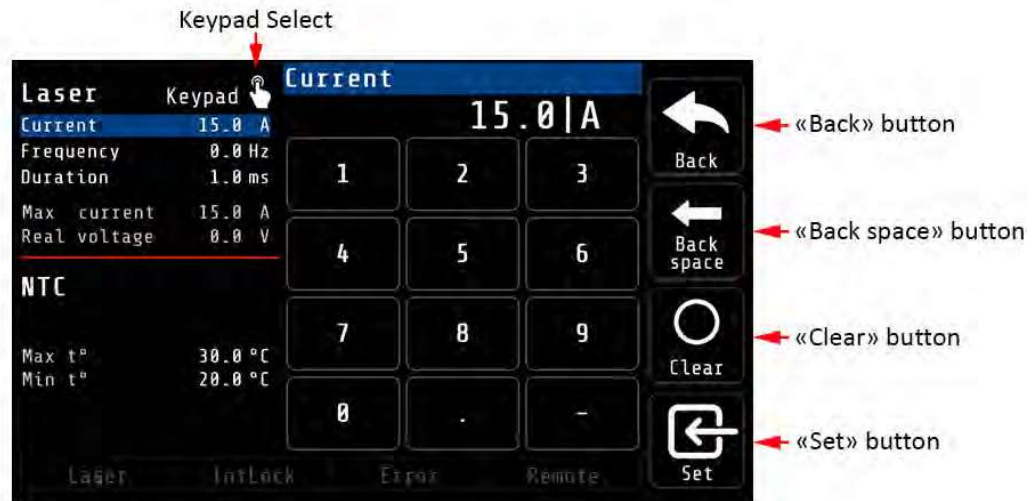 Keypad Select
Laser Keypad
Current 15.0 A
Frequency 0.0 Hz
Duration 1.0 ms
Max current 15.0 A
Real voltage 0.0 V
NTC
Max t° 30.0 °C
Min t° 20.0 °C
Current
15.0|A
1 2 3
4 5 6
7 8 9
0 . -
Back
Back
space
Clear
Set
Laser IntLock Error Remote
«Back» button
«Back space» button
«Clear» button
«Set» button